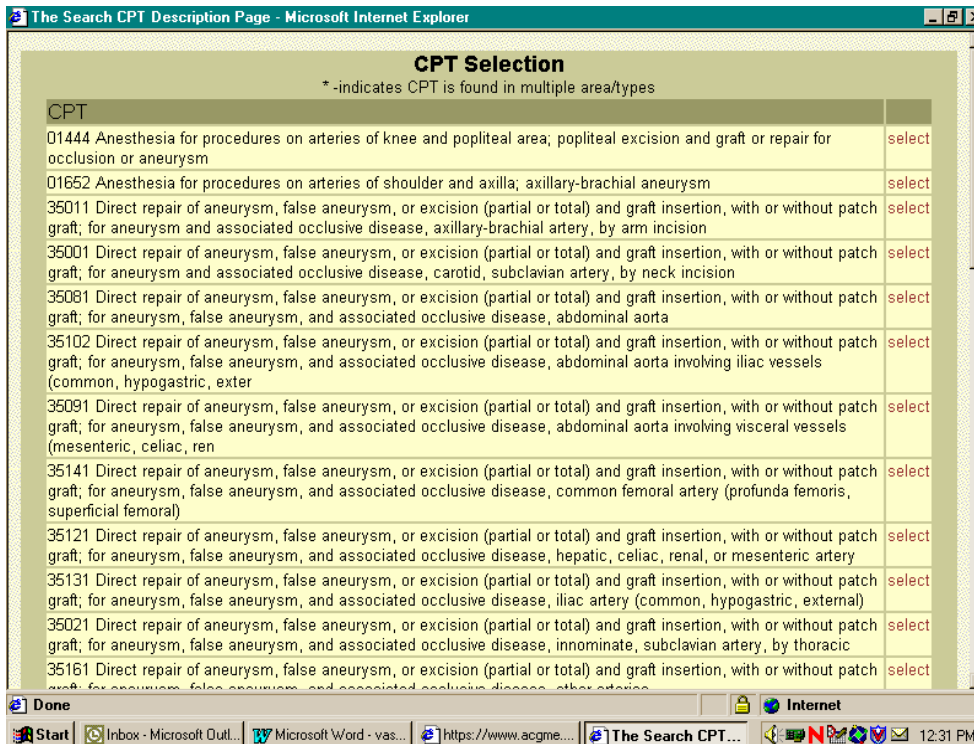 The Search CPT Description Page - Microsoft Internet Explorer
CPT Selection
* -indicates CPT is found in multiple area/types
CPT
01444 Anesthesia for procedures on arteries of knee and popliteal area; popliteal excision and graft or repair for select
occlusion or aneurysm
01652 Anesthesia for procedures on arteries of shoulder and axilla; axillary-brachial aneurysm select
35011 Direct repair of aneurysm, false aneurysm, or excision (partial or total) and graft insertion, with or without patch select
graft; for aneurysm and associated occlusive disease, axillary-brachial artery, by arm incision
35001 Direct repair of aneurysm, false aneurysm, or excision (partial or total) and graft insertion, with or without patch select
graft; for aneurysm and associated occlusive disease, carotid, subclavian artery, by neck incision
35081 Direct repair of aneurysm, false aneurysm, or excision (partial or total) and graft insertion, with or without patch select
graft; for aneurysm, false aneurysm, and associated occlusive disease, abdominal aorta
35102 Direct repair of aneurysm, false aneurysm, or excision (partial or total) and graft insertion, with or without patch select
graft; for aneurysm, false aneurysm, and associated occlusive disease, abdominal aorta involving iliac vessels
(common, hypogastric, exter
35091 Direct repair of aneurysm, false aneurysm, or excision (partial or total) and graft insertion, with or without patch select
graft; for aneurysm, false aneurysm, and associated occlusive disease, abdominal aorta involving visceral vessels
(mesenteric, celiac, ren
35141 Direct repair of aneurysm, false aneurysm, or excision (partial or total) and graft insertion, with or without patch select
graft; for aneurysm, false aneurysm, and associated occlusive disease, common femoral artery (profunda femoris,
superficial femoral)
35121 Direct repair of aneurysm, false aneurysm, or excision (partial or total) and graft insertion, with or without patch select
graft; for aneurysm, false aneurysm, and associated occlusive disease, hepatic, celiac, renal, or mesenteric artery
35131 Direct repair of aneurysm, false aneurysm, or excision (partial or total) and graft insertion, with or without patch select
graft; for aneurysm, false aneurysm, and associated occlusive disease, iliac artery (common, hypogastric, external)
35021 Direct repair of aneurysm, false aneurysm, or excision (partial or total) and graft insertion, with or without patch select
graft; for aneurysm, false aneurysm, and associated occlusive disease, innominate, subclavian artery, by thoracic
35161 Direct repair of aneurysm, false aneurysm, or excision (partial or total) and graft insertion, with or without patch select
graft; for aneurysm, false aneurysm, and associated occlusive disease, other arteries
Done Internet
Start Inbox - Microsoft Outl... Microsoft Word - vas... https://www.acgme.... The Search CPT... 12:31 PM